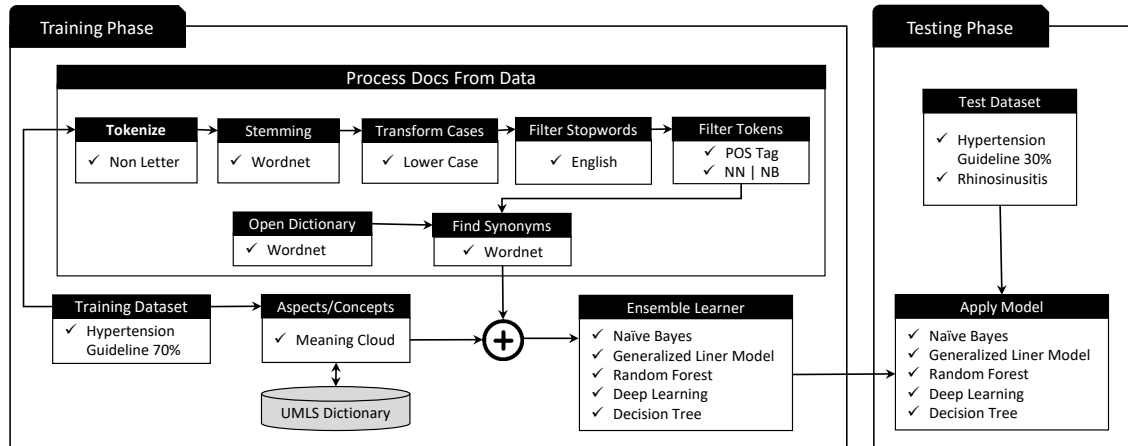 Training Phase
Process Docs From Data
Tokenize
✓ Non Letter
Stemming
✓ Wordnet
Transform Cases
✓ Lower Case
Filter Stopwords
✓ English
Filter Tokens
✓ POS Tag
✓ NN | NB
Open Dictionary
✓ Wordnet
Find Synonyms
✓ Wordnet
Training Dataset
✓ Hypertension
Guideline 70%
Aspects/Concepts
✓ Meaning Cloud
UMLS Dictionary
+
Ensemble Learner
✓ Naïve Bayes
✓ Generalized Liner Model
✓ Random Forest
✓ Deep Learning
✓ Decision Tree
Testing Phase
Test Dataset
✓ Hypertension
Guideline 30%
✓ Rhinosinusitis
Apply Model
✓ Naïve Bayes
✓ Generalized Liner Model
✓ Random Forest
✓ Deep Learning
✓ Decision Tree